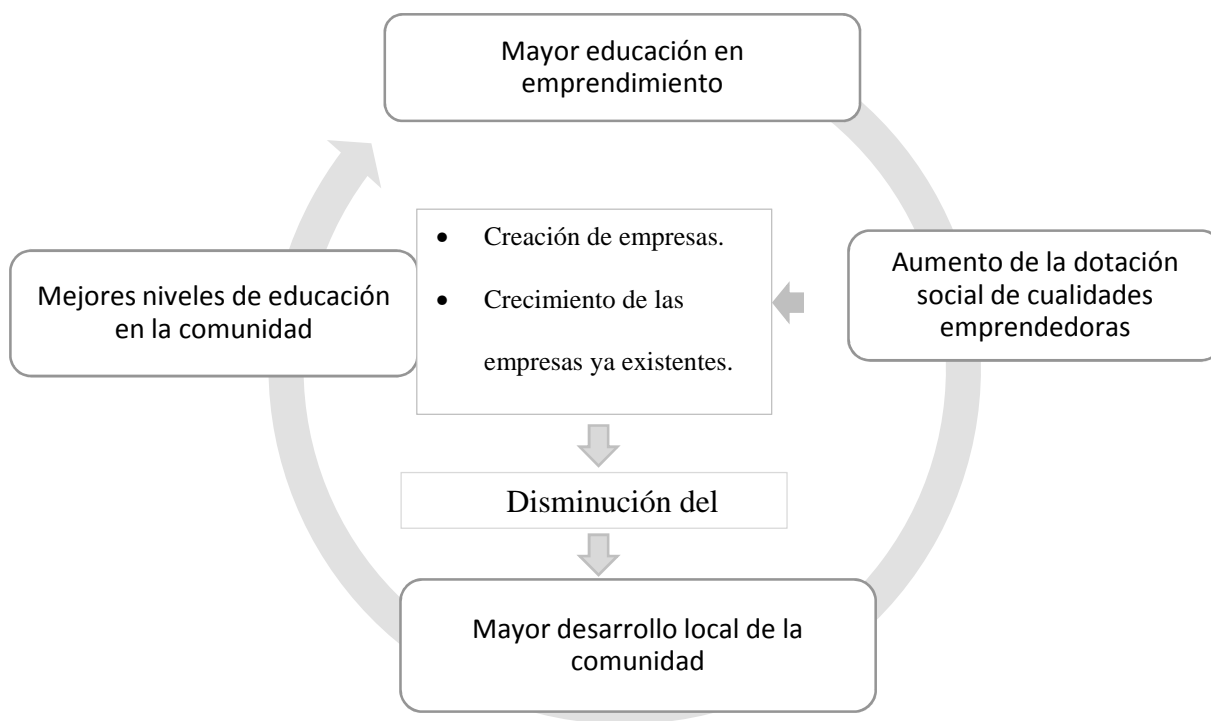 Mayor educación en
emprendimiento
Aumento de la dotación
social de cualidades
emprendedoras
• Creación de empresas.
• Crecimiento de las
empresas ya existentes.
Disminución del
Mayor desarrollo local de la
comunidad
Mejores niveles de educación
en la comunidad